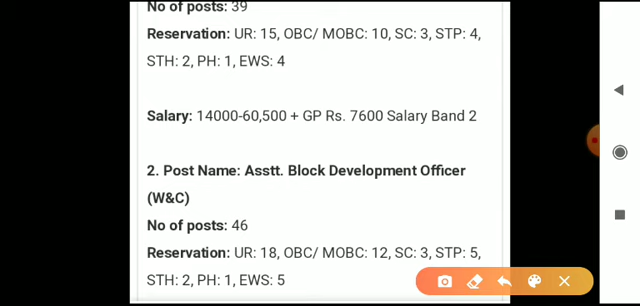 No of posts: 39
Reservation: UR: 15, OBC/ MOBC: 10, SC: 3, STP: 4,
STH: 2, PH: 1, EWS: 4
Salary: 14000-60,500 + GP Rs. 7600 Salary Band 2
2. Post Name: Asstt. Block Development Officer
(W&C)
No of posts: 46
Reservation: UR: 18, OBC/ MOBC: 12, SC: 3, STP: 5,
STH: 2, PH: 1, EWS: 5